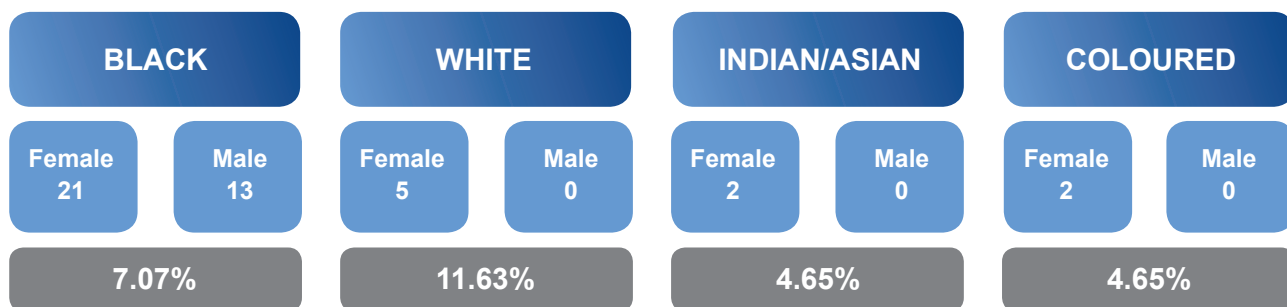 BLACK
WHITE
INDIAN/ASIAN
COLOURED
Female
21
Male
13
Female
5
Male
0
Female
2
Male
0
Female
2
Male
0
7.07%
11.63%
4.65%
4.65%